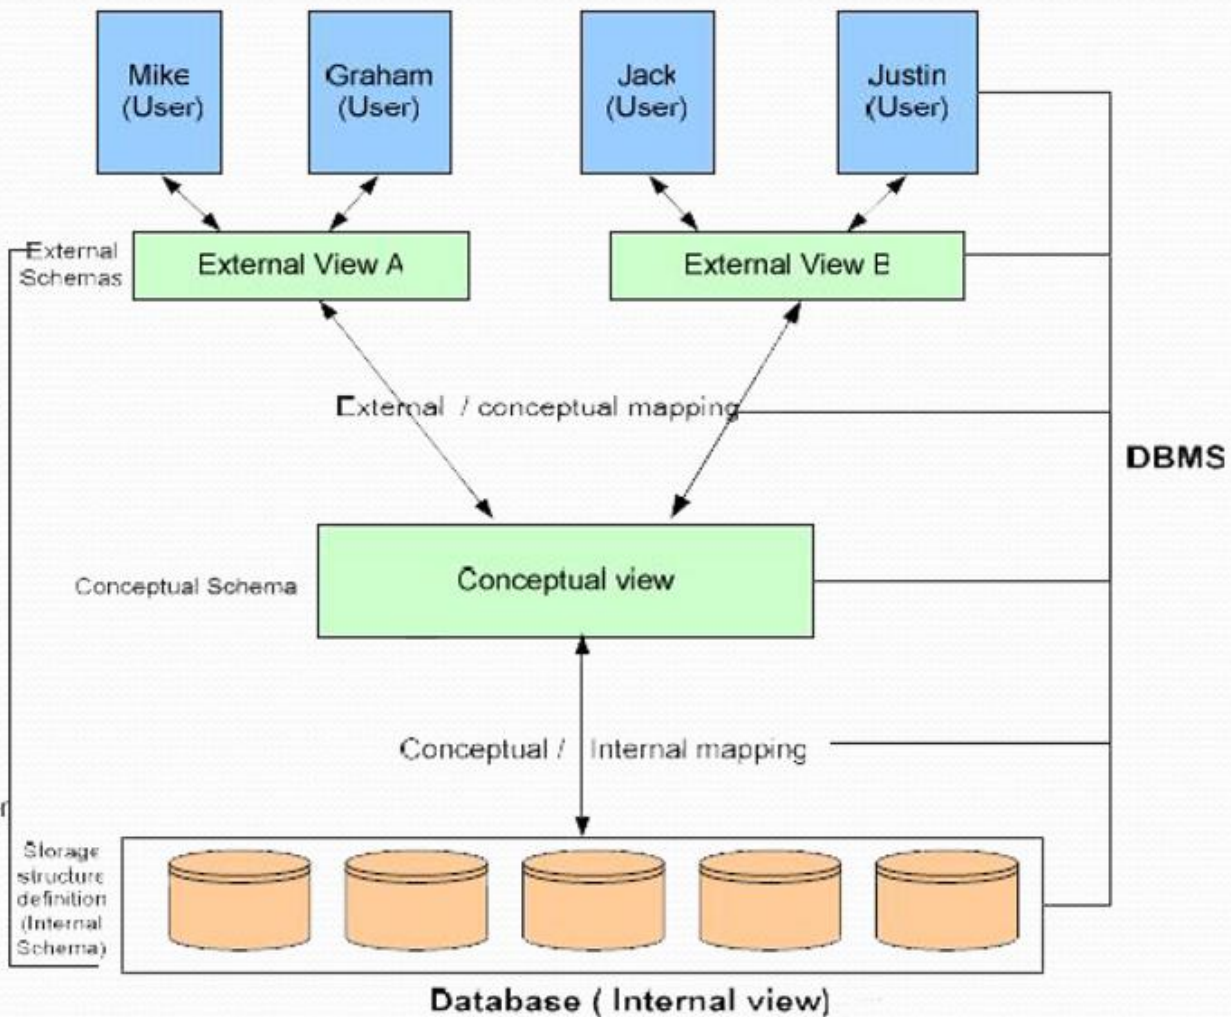 Mike
(User)
Graham
(User)
Jack
(User)
Justin
(User)
External
Schemas
External View A
External View B
External / conceptual mapping
DBMS
Conceptual Schema
Conceptual view
Conceptual / Internal mapping
r
Storage
structure
definition
(Internal
Schema)
Database ( Internal view)